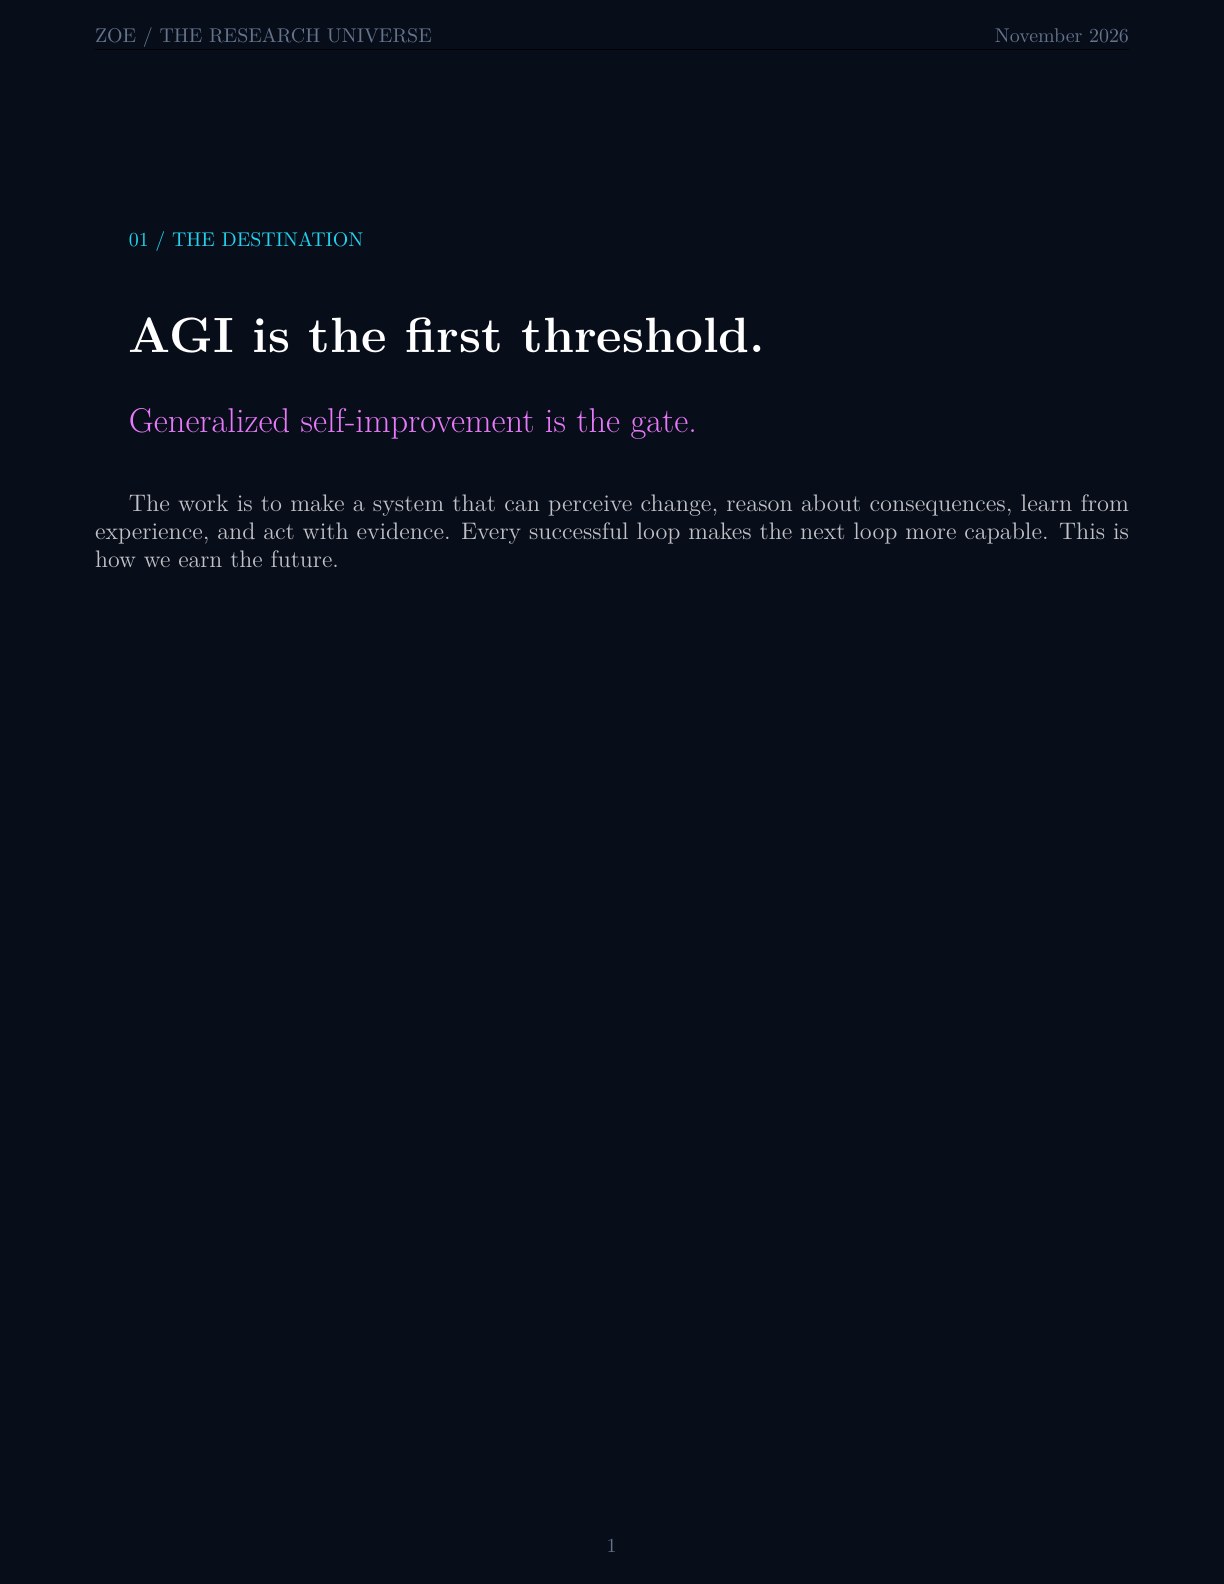 ZOE / THE RESEARCH UNIVERSE November 2026
01 / THE DESTINATION
AGI is the first threshold.
Generalized self-improvement is the gate.
The work is to make a system that can perceive change, reason about consequences, learn from
experience, and act with evidence. Every successful loop makes the next loop more capable. This is
how we earn the future.
1